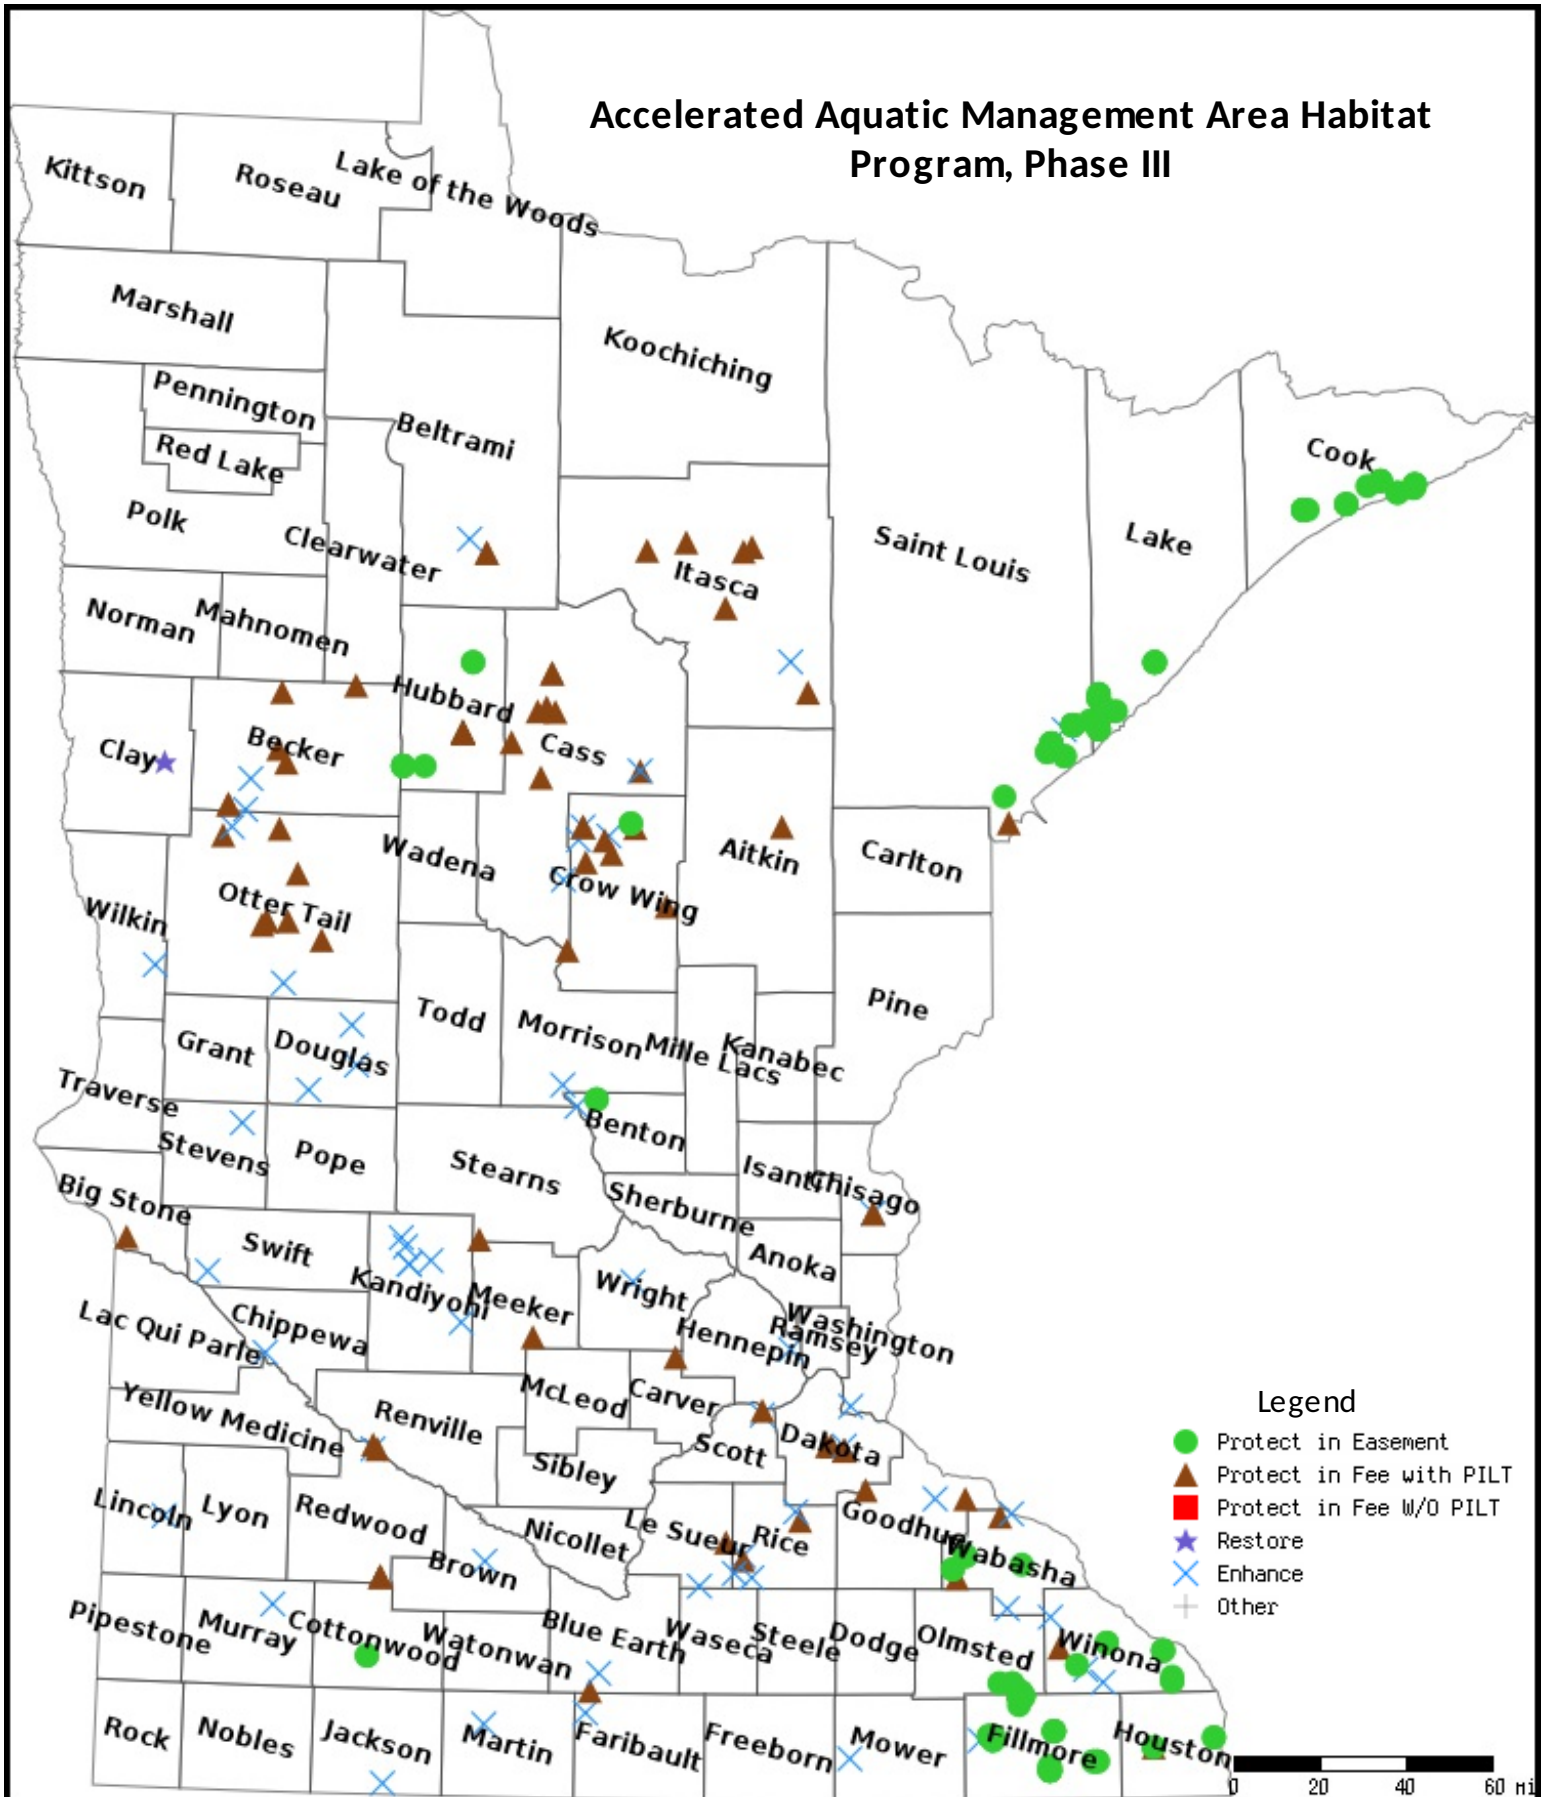 Accelerated Aquatic Management Area Habitat
Program, Phase III
Kittson
Roseau
Lake of the Woods
Marshall
Koochiching
Pennington
Beltrami
Red Lake
Cook
Polk
Clearwater
Saint Louis
Lake
Itasca
Norman
Mahnomen
Hubbard
Clay
Becker
Cass
Wadena
Aitkin
Carlton
Crow Wing
Otter Tail
Wilkin
Pine
Todd
Morrison
Mille Lacs
Kanabec
Grant
Douglas
Traverse
Benton
Stevens
Pope
Stearns
Isanti
Chisago
Big Stone
Sherburne
Swift
Anoka
Kandiyohi
Meeker
Wright
Lac Qui Parle
Chippewa
Hennepin
Ramsey
Washington
McLeod
Carver
Yellow Medicine
Renville
Scott
Dakota
Sibley
Lincoln
Lyon
Redwood
Nicollet
Le Sueur
Rice
Goodhue
Wabasha
Brown
Pipestone
Murray
Cottonwood
Watonwan
Blue Earth
Waseca
Steele
Dodge
Olmsted
Winona
Rock
Nobles
Jackson
Martin
Faribault
Freeborn
Mower
Fillmore
Houston
Legend
Protect in Easement
Protect in Fee with PILT
Protect in Fee W/O PILT
Restore
Enhance
Other
0 20 40 60 mi